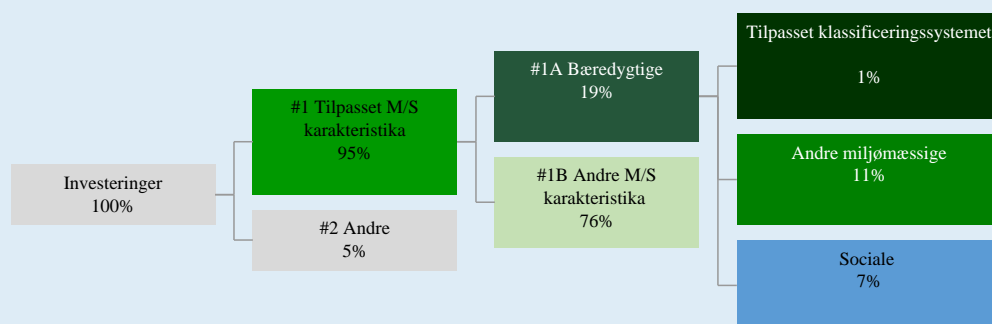 Investeringer
100%
#1 Tilpasset M/S
karakteristika
95%
#2 Andre
5%
#1A Bæredygtige
19%
#1B Andre M/S
karakteristika
76%
Tilpasset klassificeringssystemet
1%
Andre miljømæssige
11%
Sociale
7%